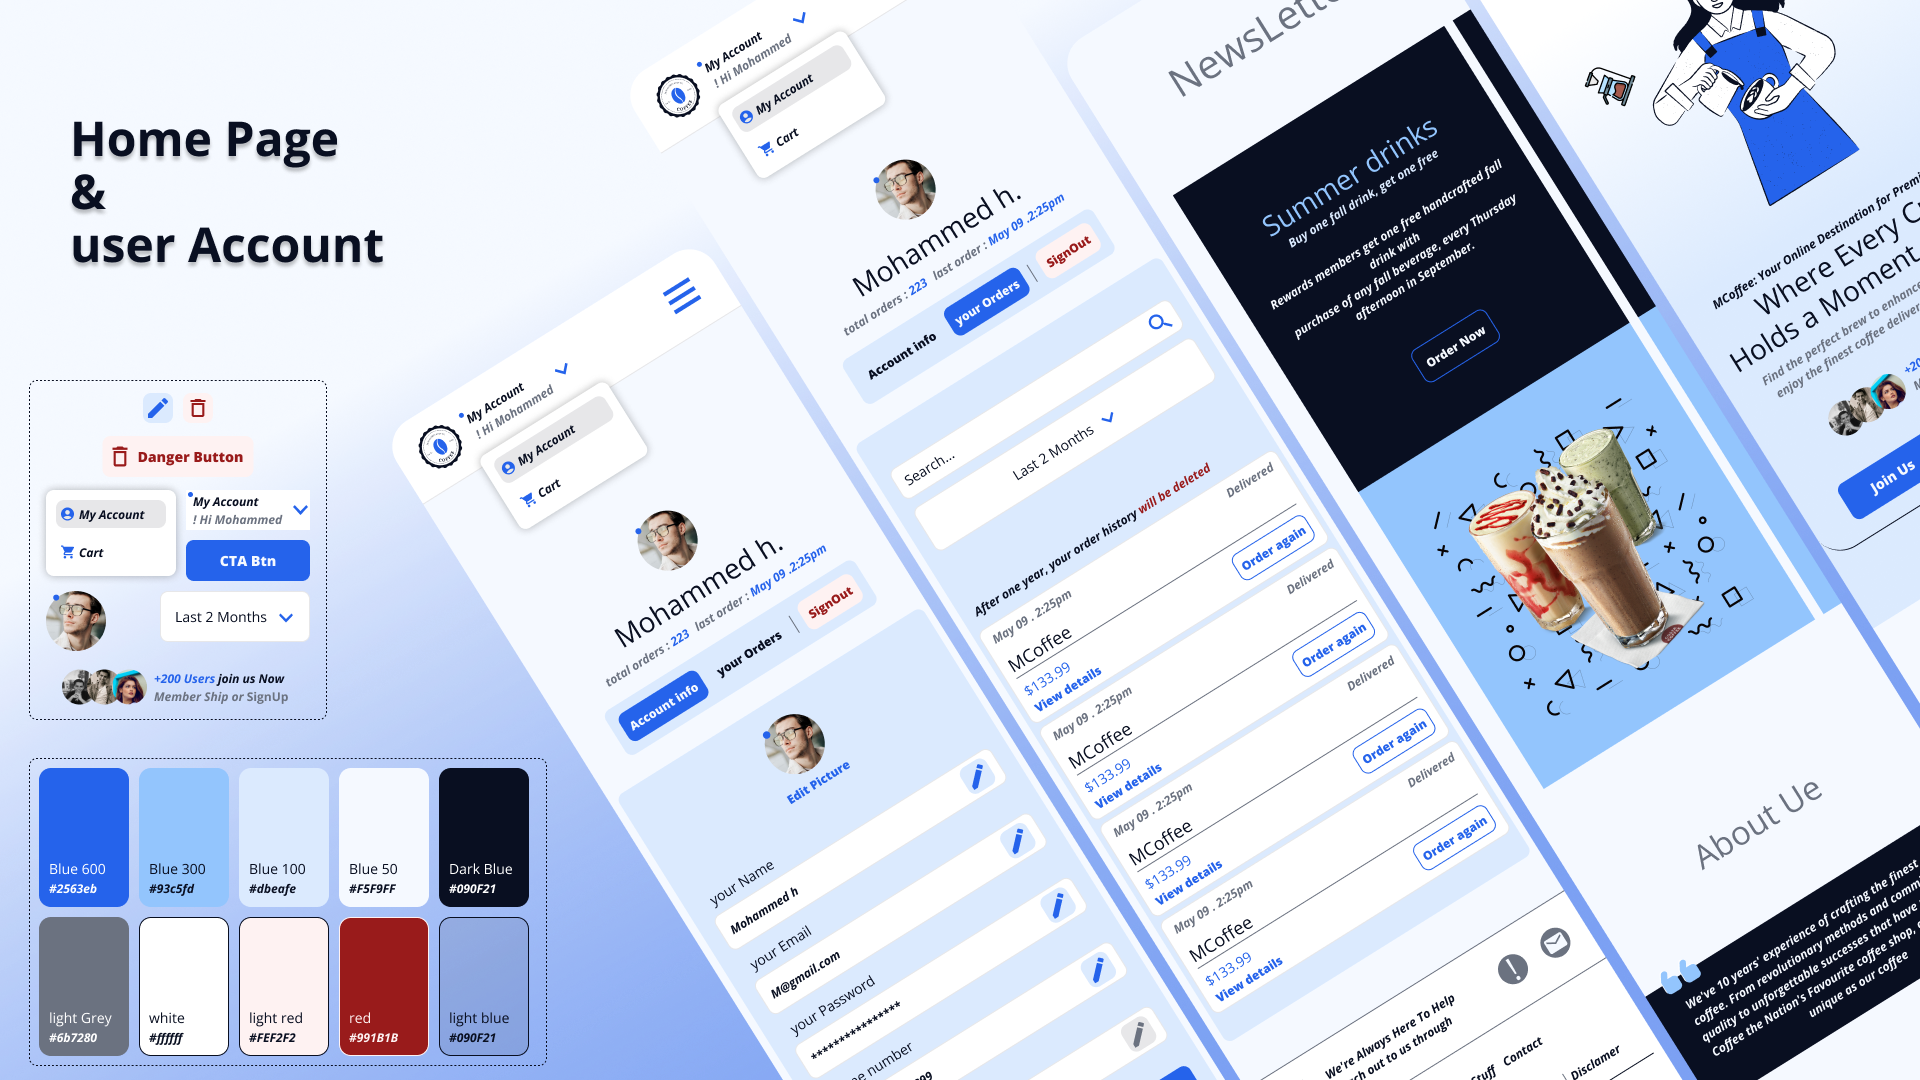 Home Page
&
user Account
Danger Button
My Account
Cart
My Account
! Hi Mohammed
CTA Btn
Last 2 Months
+200 Users join us Now
Member Ship or SignUp
Blue 600
#2563eb
Blue 300
#93c5fd
Blue 100
#dbeafe
Blue 50
#F5F9FF
Dark Blue
#090F21
light Grey
#6b7280
white
#ffffff
light red
#FEF2F2
red
#991B1B
light blue
#090F21
My Account
! Hi Mohammed
COFFEE
My Account
Cart
Mohammed h.
total orders : 223 last order : May 09 .2:25pm
Account info
your Orders
SignOut
Edit Picture
your Name
Mohammed h
your Email
M@gmail.com
your Password
**************
ne number
99
My Account
! Hi Mohammed
COFFEE
My Account
Cart
Mohammed h.
total orders : 223 last order : May 09 .2:25pm
Account info
your Orders
SignOut
Search...
Last 2 Months
After one year, your order history will be deleted
May 09 . 2:25pm
Delivered
MCoffee
$133.99
View details
Order again
May 09 . 2:25pm
Delivered
MCoffee
$133.99
View details
Order again
May 09 . 2:25pm
Delivered
MCoffee
$133.99
View details
Order again
May 09 . 2:25pm
Delivered
MCoffee
$133.99
View details
Order again
We're Always Here To Help
ch out to us through
Stuff Contact
Disclamer
NewsLette
Summer drinks
Buy one fall drink, get one free
Rewards members get one free handcrafted fall
drink with
purchase of any fall beverage, every Thursday
afternoon in September.
Order Now
About Ue
We've 10 years' experience of crafting the finest
coffee. From revolutionary methods and commi
quality to unforgettable successes that have
Coffee the Nation's Favourite coffee shop,
unique as our coffee
MCoffee: Your Online Destination for Premi
Where Every C
Holds a Moment
Find the perfect brew to enhance
enjoy the finest coffee deliver
+20
M
Join Us